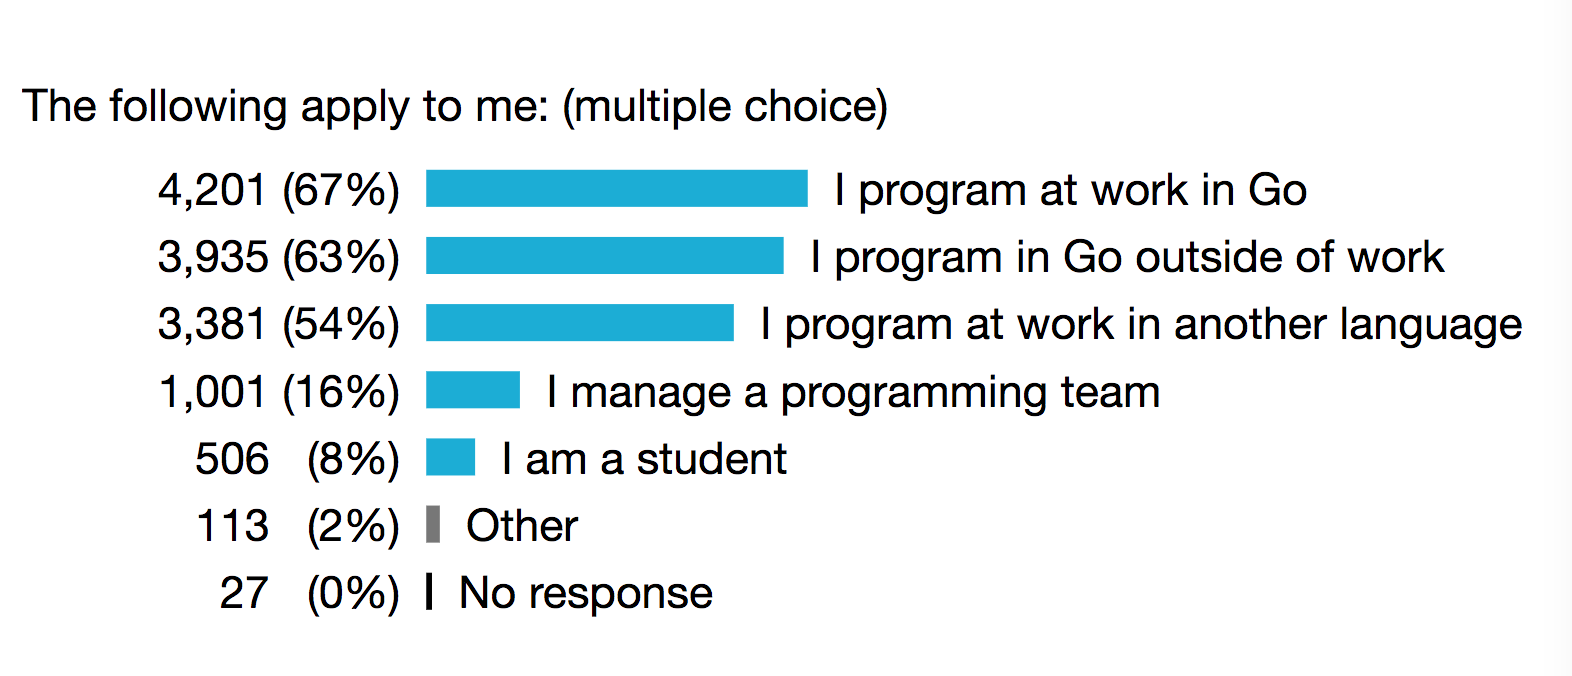 The following apply to me: (multiple choice)
4,201 (67%) I program at work in Go
3,935 (63%) I program in Go outside of work
3,381 (54%) I program at work in another language
1,001 (16%) I manage a programming team
506 (8%) I am a student
113 (2%) Other
27 (0%) No response